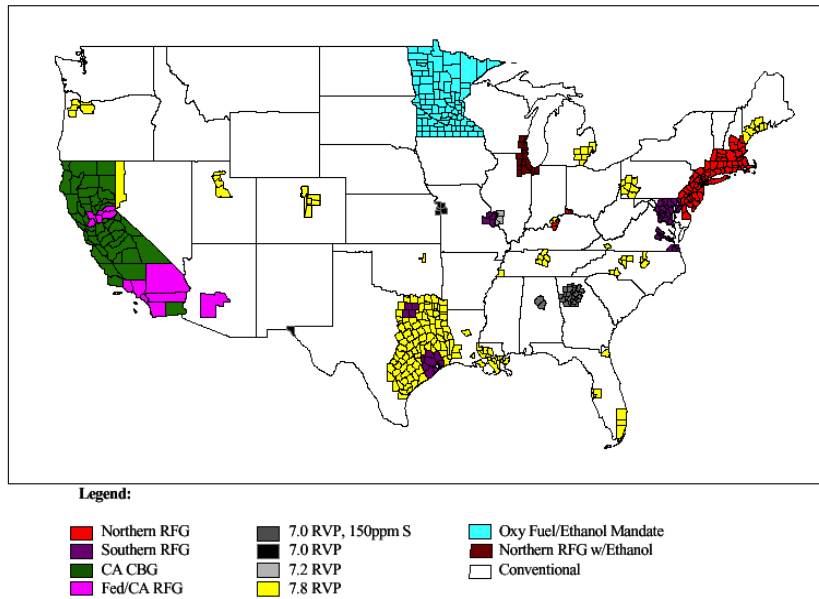 Legend:
Northern RFG
Southern RFG
CA CBG
Fed/CA RFG
7.0 RVP, 150ppm S
7.0 RVP
7.2 RVP
7.8 RVP
Oxy Fuel/Ethanol Mandate
Northern RFG w/Ethanol
Conventional